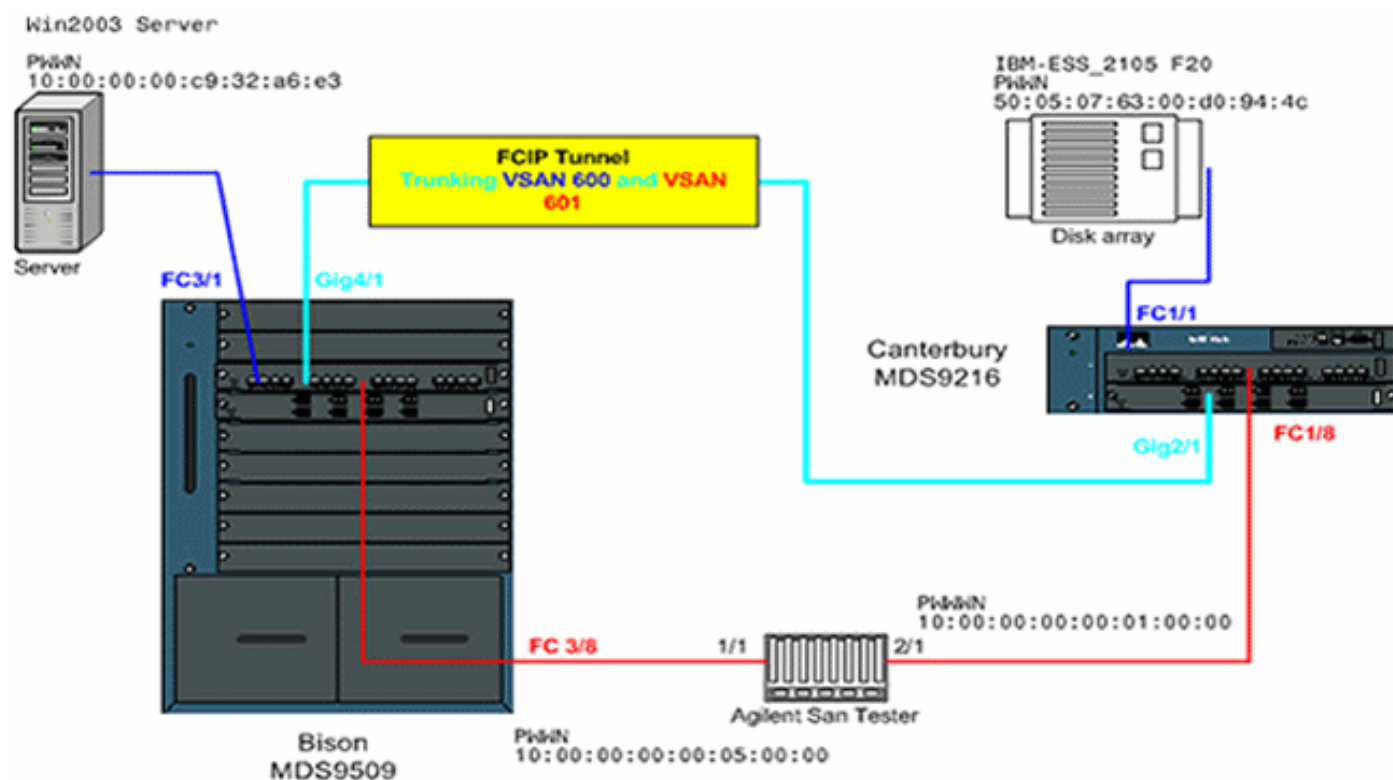 Win2003 Server
PWWN
10:00:00:00:c9:32:a6:e3
Server
IBM-ESS_2105 F20
PWWN
50:05:07:63:00:d0:94:4c
Disk array
FCIP Tunnel
Trunking VSAN 600 and VSAN
601
FC3/1
Gig4/1
FC1/1
Canterbury
MDS9216
Gig2/1
FC1/8
PWWWN
10:00:00:00:00:01:00:00
FC 3/8
1/1
2/1
Agilent San Tester
Bison
MDS9509
PWWN
10:00:00:00:00:05:00:00